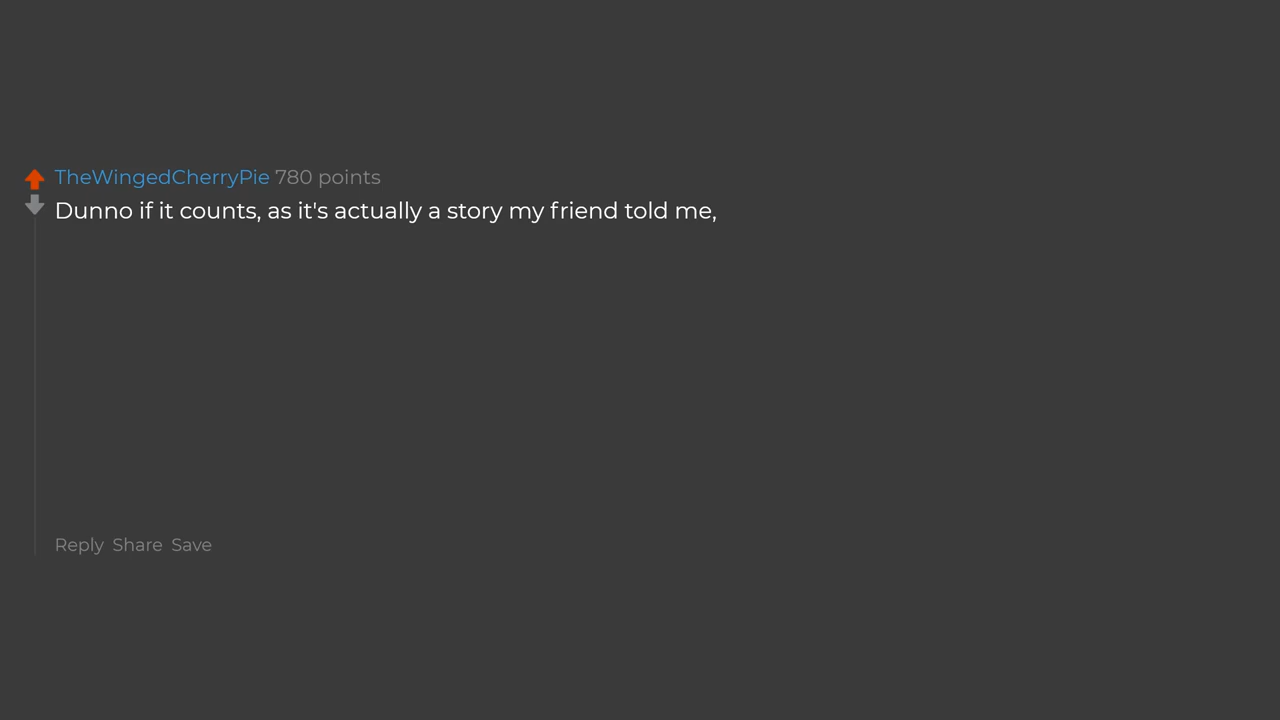 TheWingedCherryPie 780 points
Dunno if it counts, as it's actually a story my friend told me,
Reply Share Save